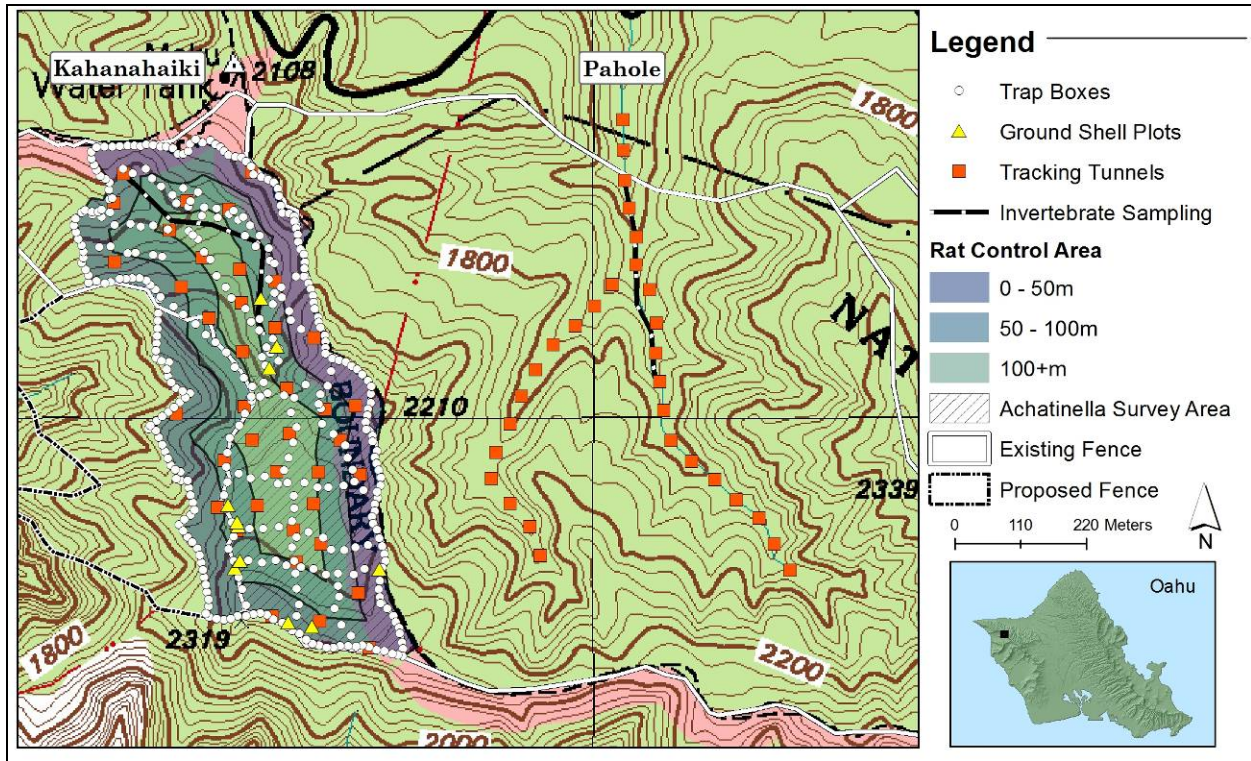 Kahanahaiki
Water Tank
2108
Pahole
1800
1800
NAT
2210
BOUNDARY
2339
2319
1800
2200
2000
Legend
Trap Boxes
Ground Shell Plots
Tracking Tunnels
Invertebrate Sampling
Rat Control Area
0 - 50m
50 - 100m
100+m
Achatinella Survey Area
Existing Fence
Proposed Fence
0 110 220 Meters
N
Oahu